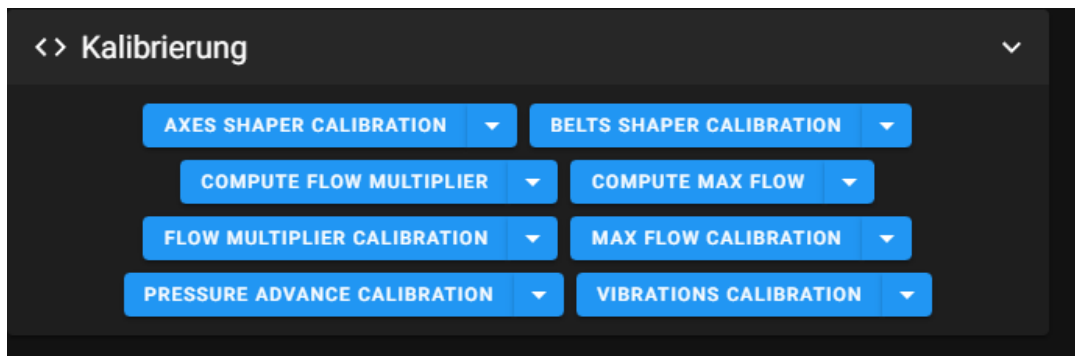 <> Kalibrierung
AXES SHAPER CALIBRATION BELTS SHAPER CALIBRATION
COMPUTE FLOW MULTIPLIER COMPUTE MAX FLOW
FLOW MULTIPLIER CALIBRATION MAX FLOW CALIBRATION
PRESSURE ADVANCE CALIBRATION VIBRATIONS CALIBRATION